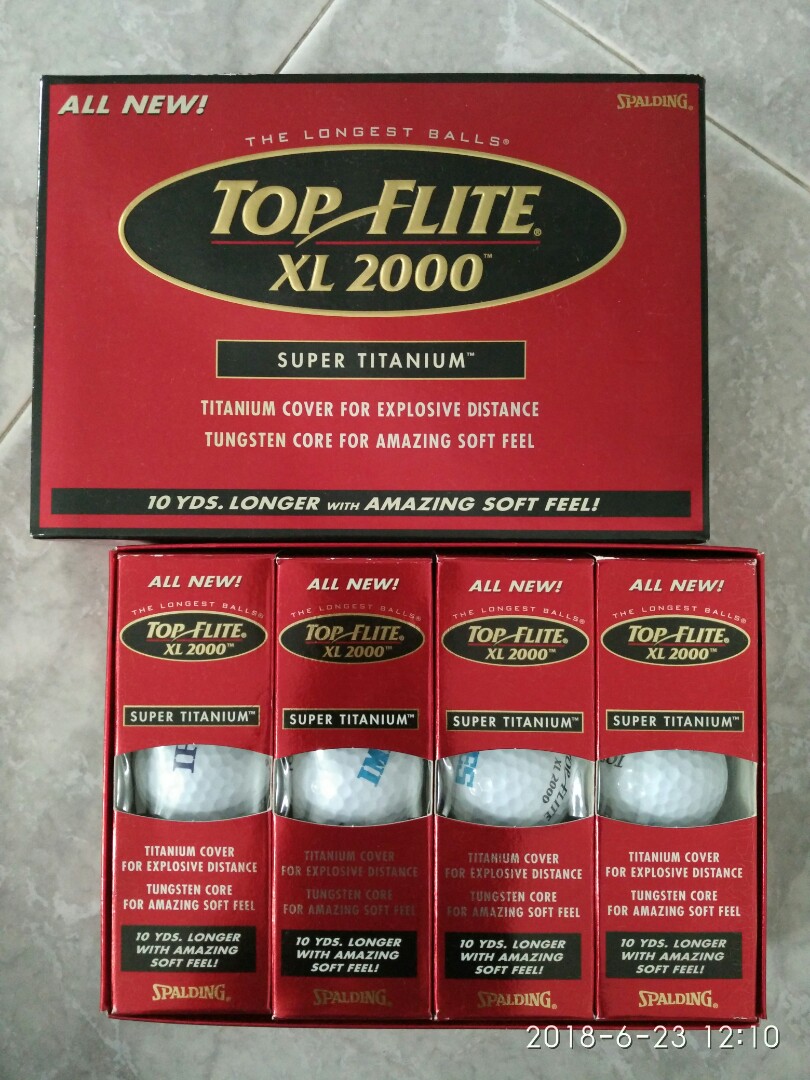 ALL NEW!
SPALDING®
THE LONGEST BALLS®
TOP FLITE®
XL 2000™
SUPER TITANIUM™
TITANIUM COVER FOR EXPLOSIVE DISTANCE
TUNGSTEN CORE FOR AMAZING SOFT FEEL
10 YDS. LONGER WITH AMAZING SOFT FEEL!
ALL NEW!
THE LONGEST BALLS®
TOP FLITE®
XL 2000™
SUPER TITANIUM™
TITANIUM COVER
FOR EXPLOSIVE DISTANCE
TUNGSTEN CORE
FOR AMAZING SOFT FEEL
10 YDS. LONGER
WITH AMAZING
SOFT FEEL!
SPALDING®
ALL NEW!
THE LONGEST BALLS®
TOP FLITE®
XL 2000™
SUPER TITANIUM™
IM
TITANIUM COVER
FOR EXPLOSIVE DISTANCE
TUNGSTEN CORE
FOR AMAZING SOFT FEEL
10 YDS. LONGER
WITH AMAZING
SOFT FEEL!
SPALDING®
ALL NEW!
THE LONGEST BALLS®
TOP FLITE®
XL 2000™
SUPER TITANIUM™
TOP FLITE
XL 2000
TITANIUM COVER
FOR EXPLOSIVE DISTANCE
TUNGSTEN CORE
FOR AMAZING SOFT FEEL
10 YDS. LONGER
WITH AMAZING
SOFT FEEL!
SPALDING®
ALL NEW!
THE LONGEST BALLS®
TOP FLITE®
XL 2000™
SUPER TITANIUM™
TITANIUM COVER
FOR EXPLOSIVE DISTANCE
TUNGSTEN CORE
FOR AMAZING SOFT FEEL
10 YDS. LONGER
WITH AMAZING
SOFT FEEL!
SPALDING®
2018-6-23 12:10